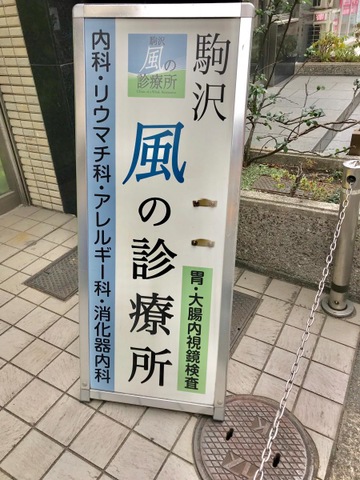 駒沢
風の
診療所
駒沢
風の診療所
内科・リウマチ科・アレルギー科・消化器内科
胃・大腸内視鏡検査